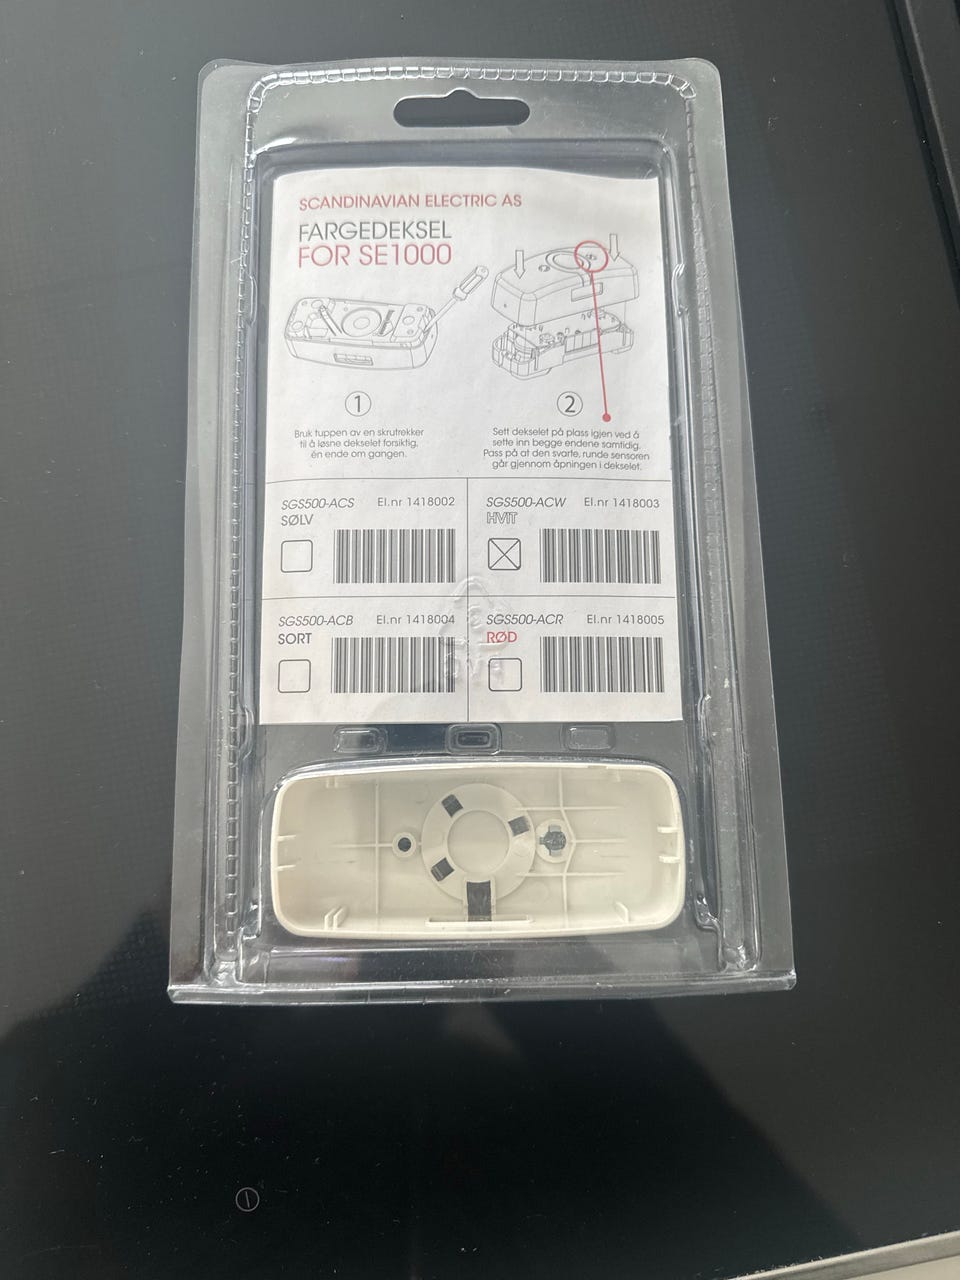 SCANDINAVIAN ELECTRIC AS
FARGEDEKSEL
FOR SE1000
1
Bruk tuppen av en skrutrekker
til å løsne dekselet forsiktig,
én ende om gangen.
2
Sett dekselet på plass igjen ved å
sette inn begge endene samtidig.
Pass på at den svarte, runde sensoren
går gjennom åpningen i dekselet.
SGS500-ACS El.nr 1418002
SØLV
SGS500-ACW El.nr 1418003
HVIT
SGS500-ACB El.nr 1418004
SORT
SGS500-ACR El.nr 1418005
RØD